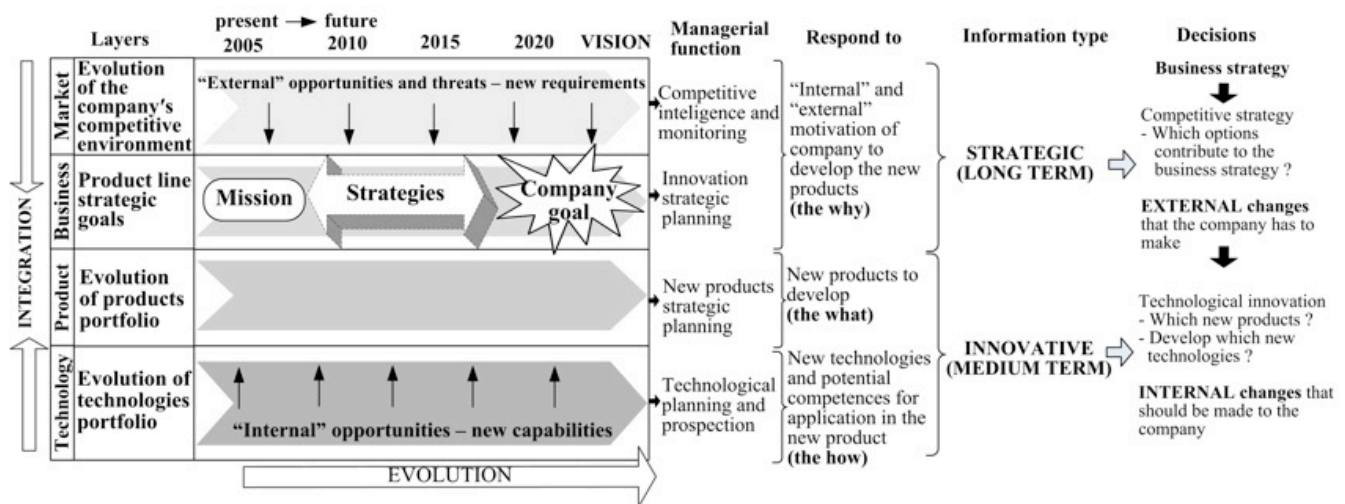 present → future
Layers
2005 2010 2015 2020 VISION
Managerial
function
Respond to
Information type
Decisions
INTEGRATION
Market
Evolution
of the
company's
competitive
environment
“External” opportunities and threats – new requirements
Competitive
inteligence and
monitoring
Business
Product line
strategic
goals
Mission
Strategies
Company
goal
Innovation
strategic
planning
“Internal” and
“external”
motivation of
company to
develop the new
products
(the why)
STRATEGIC
(LONG TERM)
Business strategy
Competitive strategy
- Which options
contribute to the
business strategy ?
EXTERNAL changes
that the company has to
make
Product
Evolution
of products
portfolio
New products
strategic
planning
New products to
develop
(the what)
Technology
Evolution of
technologies
portfolio
“Internal” opportunities – new capabilities
Technological
planning and
prospection
New technologies
and potential
competences for
application in the
new product
(the how)
INNOVATIVE
(MEDIUM TERM)
Technological innovation
- Which new products ?
- Develop which new
technologies ?
INTERNAL changes that
should be made to the
company
EVOLUTION